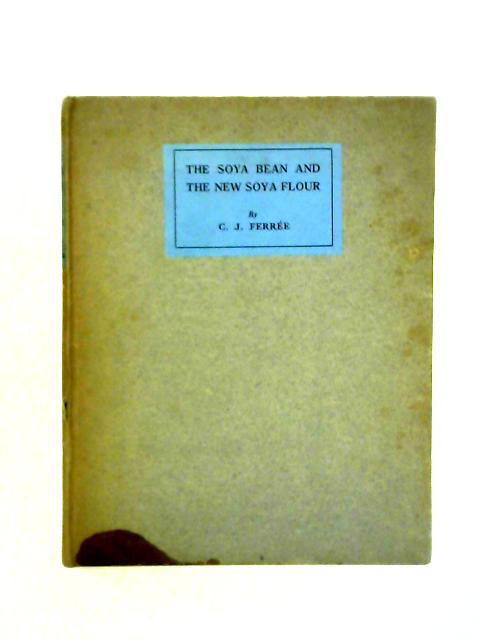 THE SOYA BEAN AND
THE NEW SOYA FLOUR
By
C. J. FERRÉE